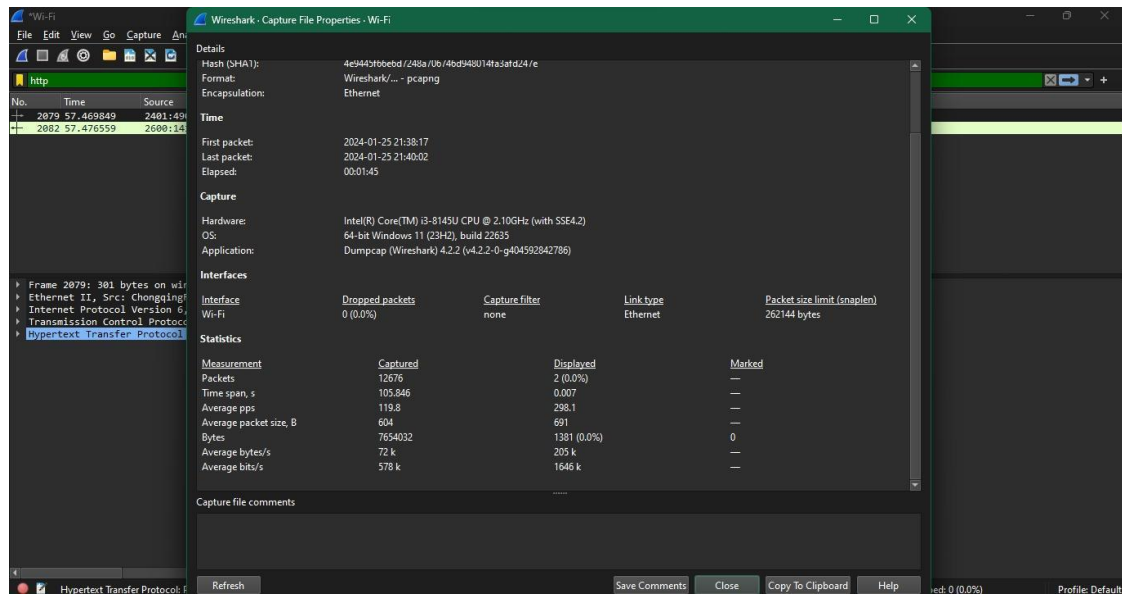 *Wi-Fi
Wireshark · Capture File Properties · Wi-Fi
File Edit View Go Capture Ana
Details
http
Hash (SHA1):
Format: Wireshark/... - pcapng
Encapsulation: Ethernet
No. Time Source
2079 57.469849 2401:490
2082 57.476559 2600:14
Time
First packet: 2024-01-25 21:38:17
Last packet: 2024-01-25 21:40:02
Elapsed: 00:01:45
Capture
Hardware: Intel(R) Core(TM) i3-8145U CPU @ 2.10GHz (with SSE4.2)
OS: 64-bit Windows 11 (23H2), build 22635
Application: Dumpcap (Wireshark) 4.2.2 (v4.2.2-0-g404592842786)
Interfaces
Interface Dropped packets Capture filter Link type Packet size limit (snaplen)
Wi-Fi 0 (0.0%) none Ethernet 262144 bytes
Frame 2079: 301 bytes on wir
Ethernet II, Src: Chongqing
Internet Protocol Version 6,
Transmission Control Protoc
Hypertext Transfer Protocol
Statistics
Measurement Captured Displayed Marked
Packets 12676 2 (0.0%) —
Time span, s 105.846 0.007 —
Average pps 119.8 298.1 —
Average packet size, B 604 691 —
Bytes 7654032 1381 (0.0%) 0
Average bytes/s 72 k 205 k —
Average bits/s 578 k 1646 k —
Capture file comments
Refresh Save Comments Close Copy To Clipboard Help
Hypertext Transfer Protocol: ed: 0 (0.0%) Profile: Default